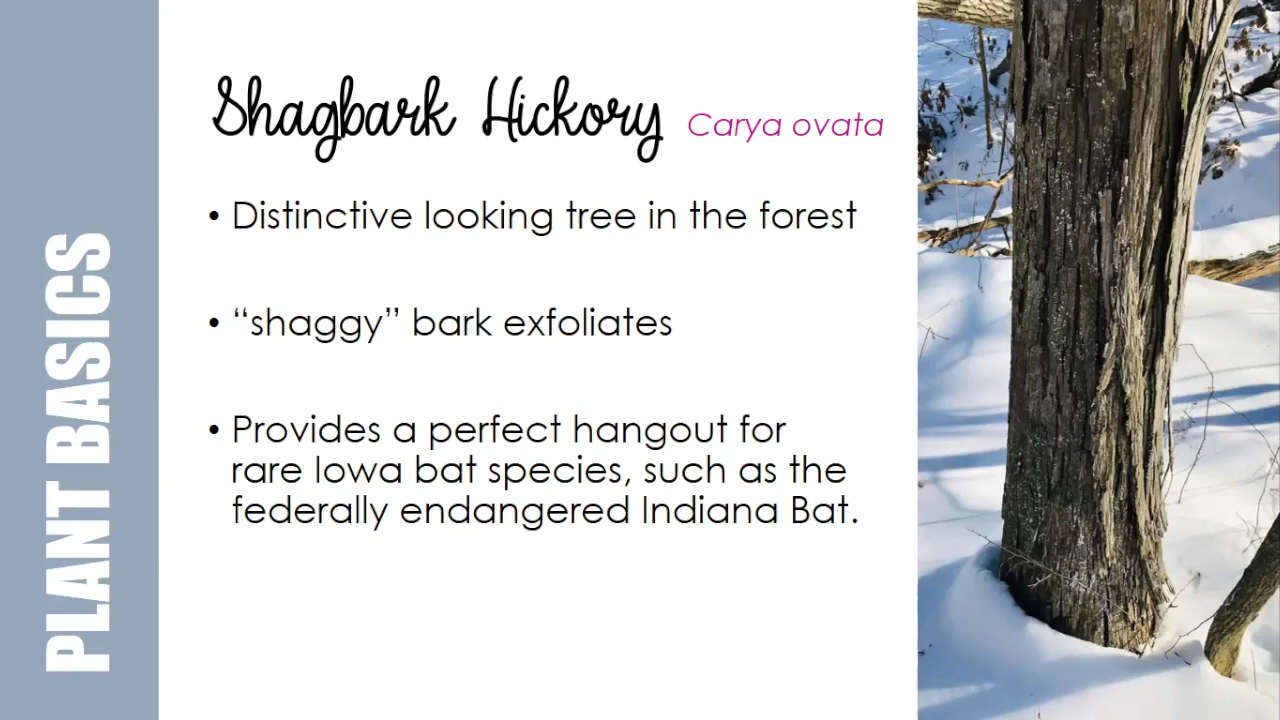 PLANT BASICS
Shagbark Hickory Carya ovata
• Distinctive looking tree in the forest
• “shaggy” bark exfoliates
• Provides a perfect hangout for
rare Iowa bat species, such as the
federally endangered Indiana Bat.